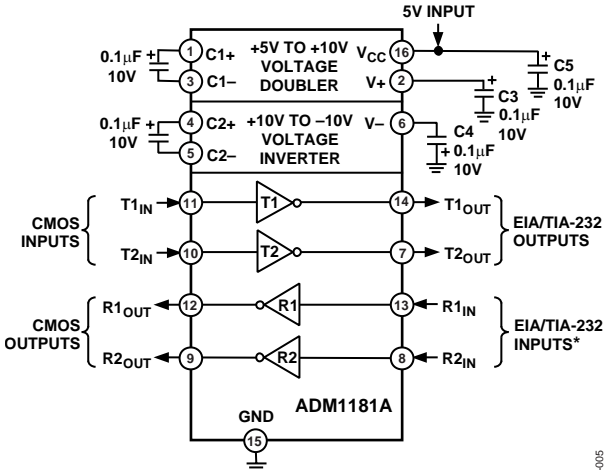 5V INPUT
0.1µF
10V
+
1
C1+
3
C1–
+5V TO +10V
VOLTAGE
DOUBLER
VCC
16
V+
2
+
C3
0.1µF
10V
+
C5
0.1µF
10V
0.1µF
10V
+
4
C2+
5
C2–
+10V TO –10V
VOLTAGE
INVERTER
V–
6
C4
+
0.1µF
10V
CMOS
INPUTS
T1IN
11
T1
14
T1OUT
T2IN
10
T2
7
T2OUT
EIA/TIA-232
OUTPUTS
CMOS
OUTPUTS
R1OUT
12
R1
13
R1IN
R2OUT
9
R2
8
R2IN
EIA/TIA-232
INPUTS*
ADM1181A
GND
15
-005